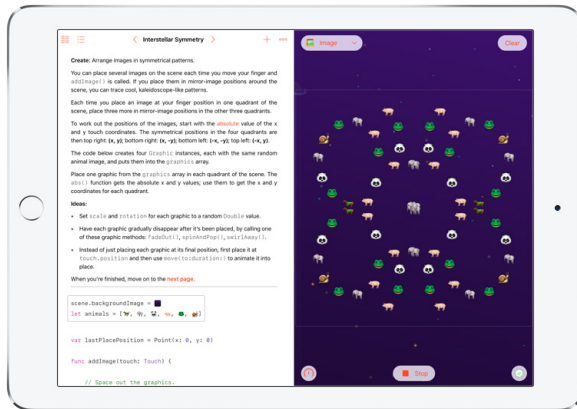 Interstellar Symmetry
Image
Clear
Create: Arrange images in symmetrical patterns.
You can place several images on the scene each time you move your finger and
addImage() is called. If you place them in mirror-image positions around the
scene, you can trace cool, kaleidoscope-like patterns.
Each time you place an image at your finger position in one quadrant of the
scene, place three more in mirror-image positions in the other three quadrants.
To work out the positions of the images, start with the absolute value of the x
and y touch coordinates. The symmetrical positions in the four quadrants are
then top right: (x, y); bottom right: (x, -y); bottom left: (-x, -y); top left: (-x, y).
The code below creates four Graphic instances, each with the same random
animal-image, and puts them into the graphics array.
Place one graphic from the graphics array in each quadrant of the scene. The
abs() function gets the absolute x and y values; use them to get the x and y
coordinates for each quadrant.
Ideas:
• Set scale and rotation for each graphic to a random Double value.
• Have each graphic gradually disappear after it's been placed, by calling one
of these graphic methods: fadeOut(), spinAndPop(), swirlAway().
• Instead of just placing each graphic at its final position, first place it at
touch.position and then use move(to:duration:) to animate it into
place.
When you're finished, move on to the next page.
scene.backgroundImage =
let animals = [🐒, 🐘, 🐼, 🐖, 🐸, 🐌]
var lastPlacePosition = Point(x: 0, y: 0)
func addImage(touch: Touch) {
// Space out the graphics.
Stop